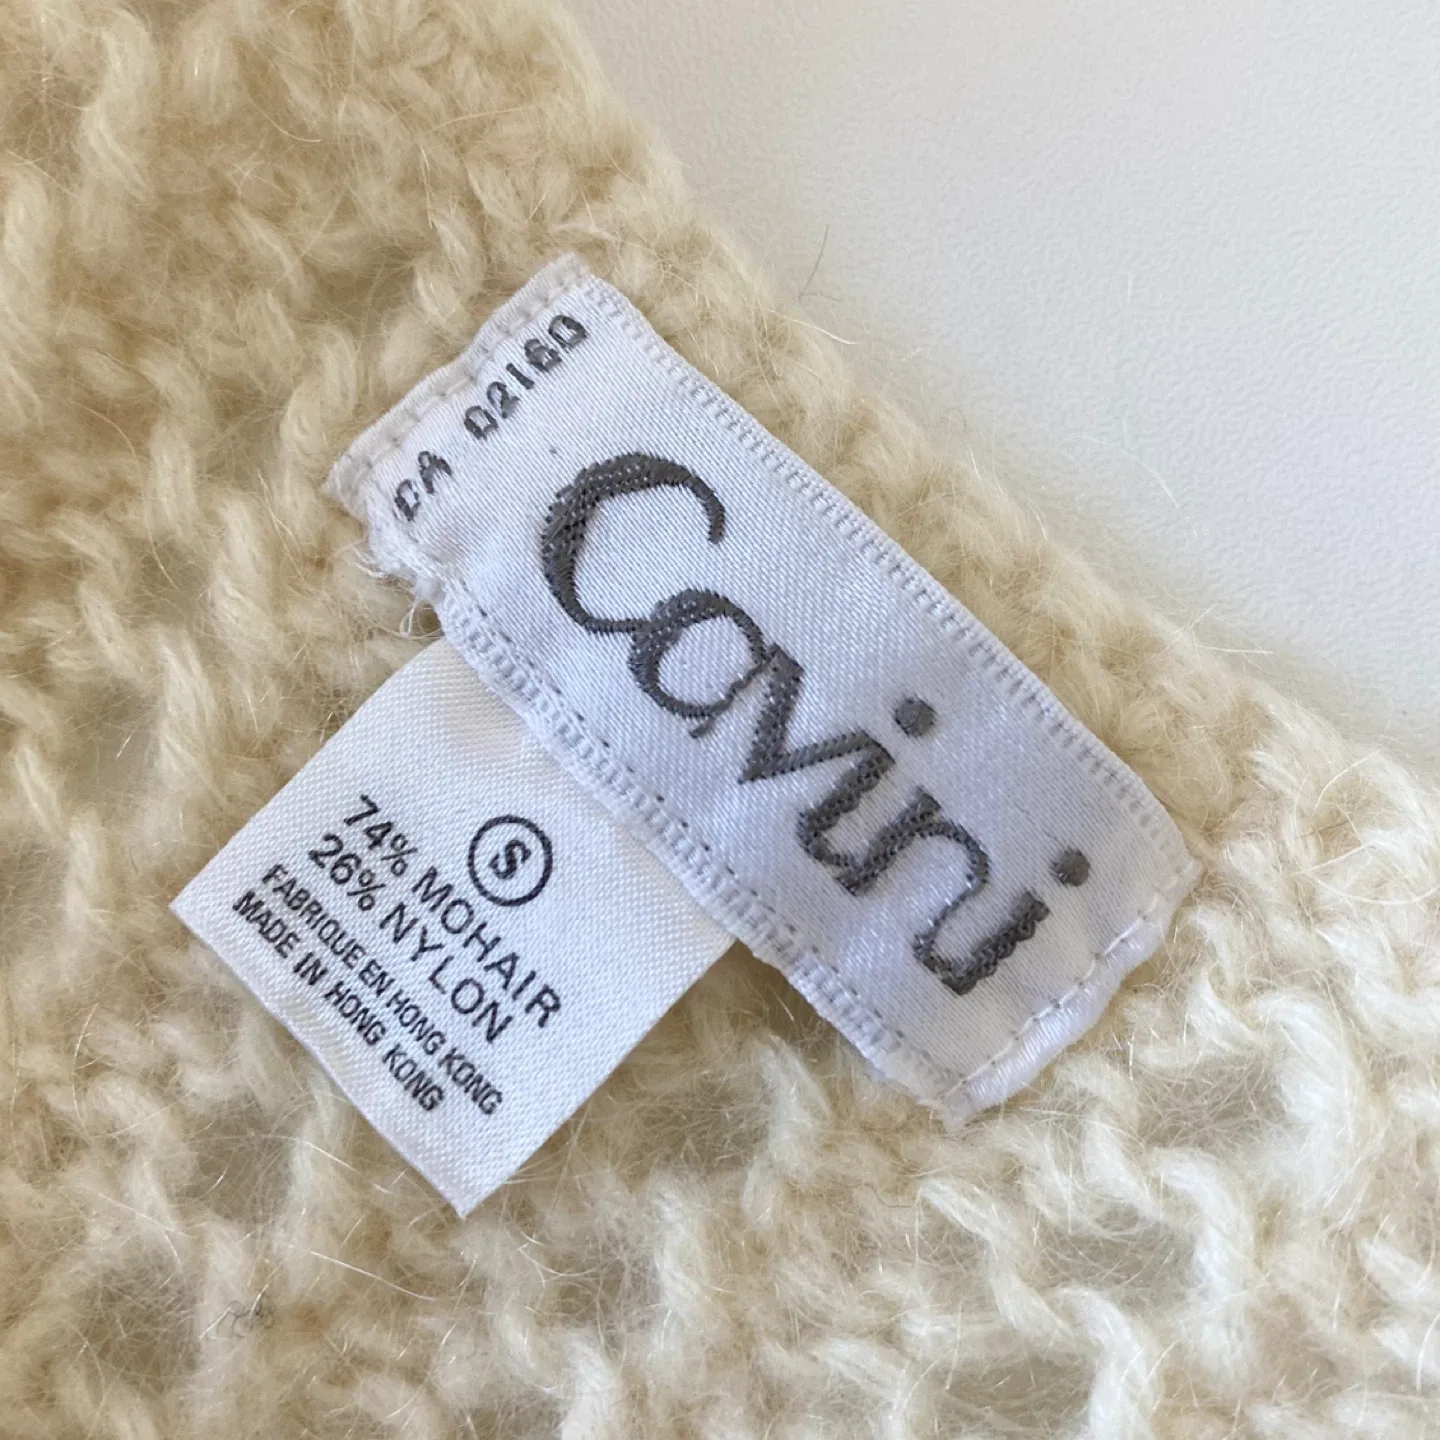 CA 02160
Cavini
S
74% MOHAIR
26% NYLON
FABRIQUE EN HONG KONG
MADE IN HONG KONG